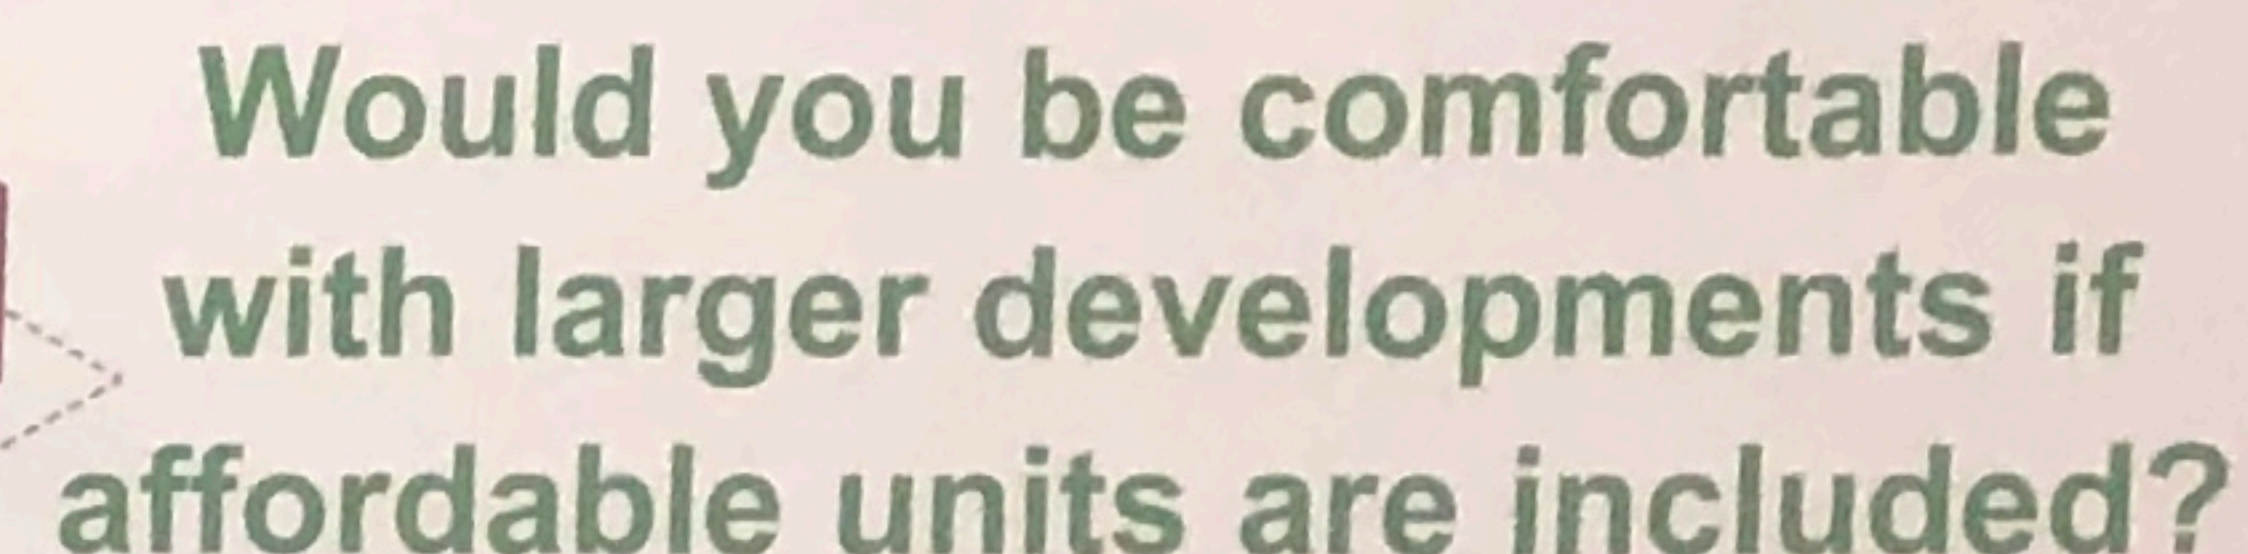 Would you be comfortable
with larger developments if
affordable units are included?